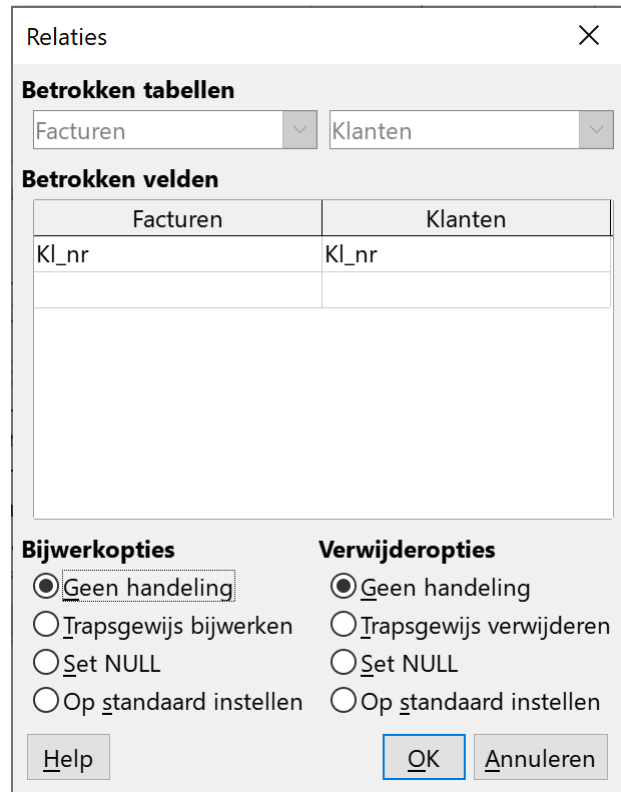 Relaties
Betrokken tabellen
Facturen Klanten
Betrokken velden
Facturen Klanten
Kl_nr Kl_nr
Bijwerkopties Verwijderopties
Geen handeling Geen handeling
Trapsgewijs bijwerken Trapsgewijs verwijderen
Set NULL Set NULL
Op standaard instellen Op standaard instellen
Help OK Annuleren